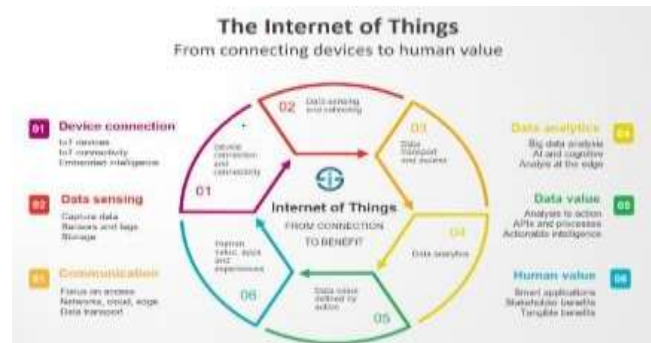 The Internet of Things
From connecting devices to human value
01 Device connection
IoT devices
IoT connectivity
Embedded intelligence
02 Data sensing
Capture data
Sensors and tags
Storage
03 Communication
Focus on access
Networks, cloud, edge
Data transport
01
Device
connection
and
connectivity
02
Data sensing
and collecting
03
Data
transport
and access
04
Data analytics
05
Data value
defined by
action
06
Human
value, apps
and
experiences
Internet of Things
FROM CONNECTION
TO BENEFIT
Data analytics 04
Big data analysis
AI and cognitive
Analysis at the edge
Data value 05
Analysis to action
APIs and processes
Actionable intelligence
Human value 06
Smart applications
Stakeholder benefits
Tangible benefits